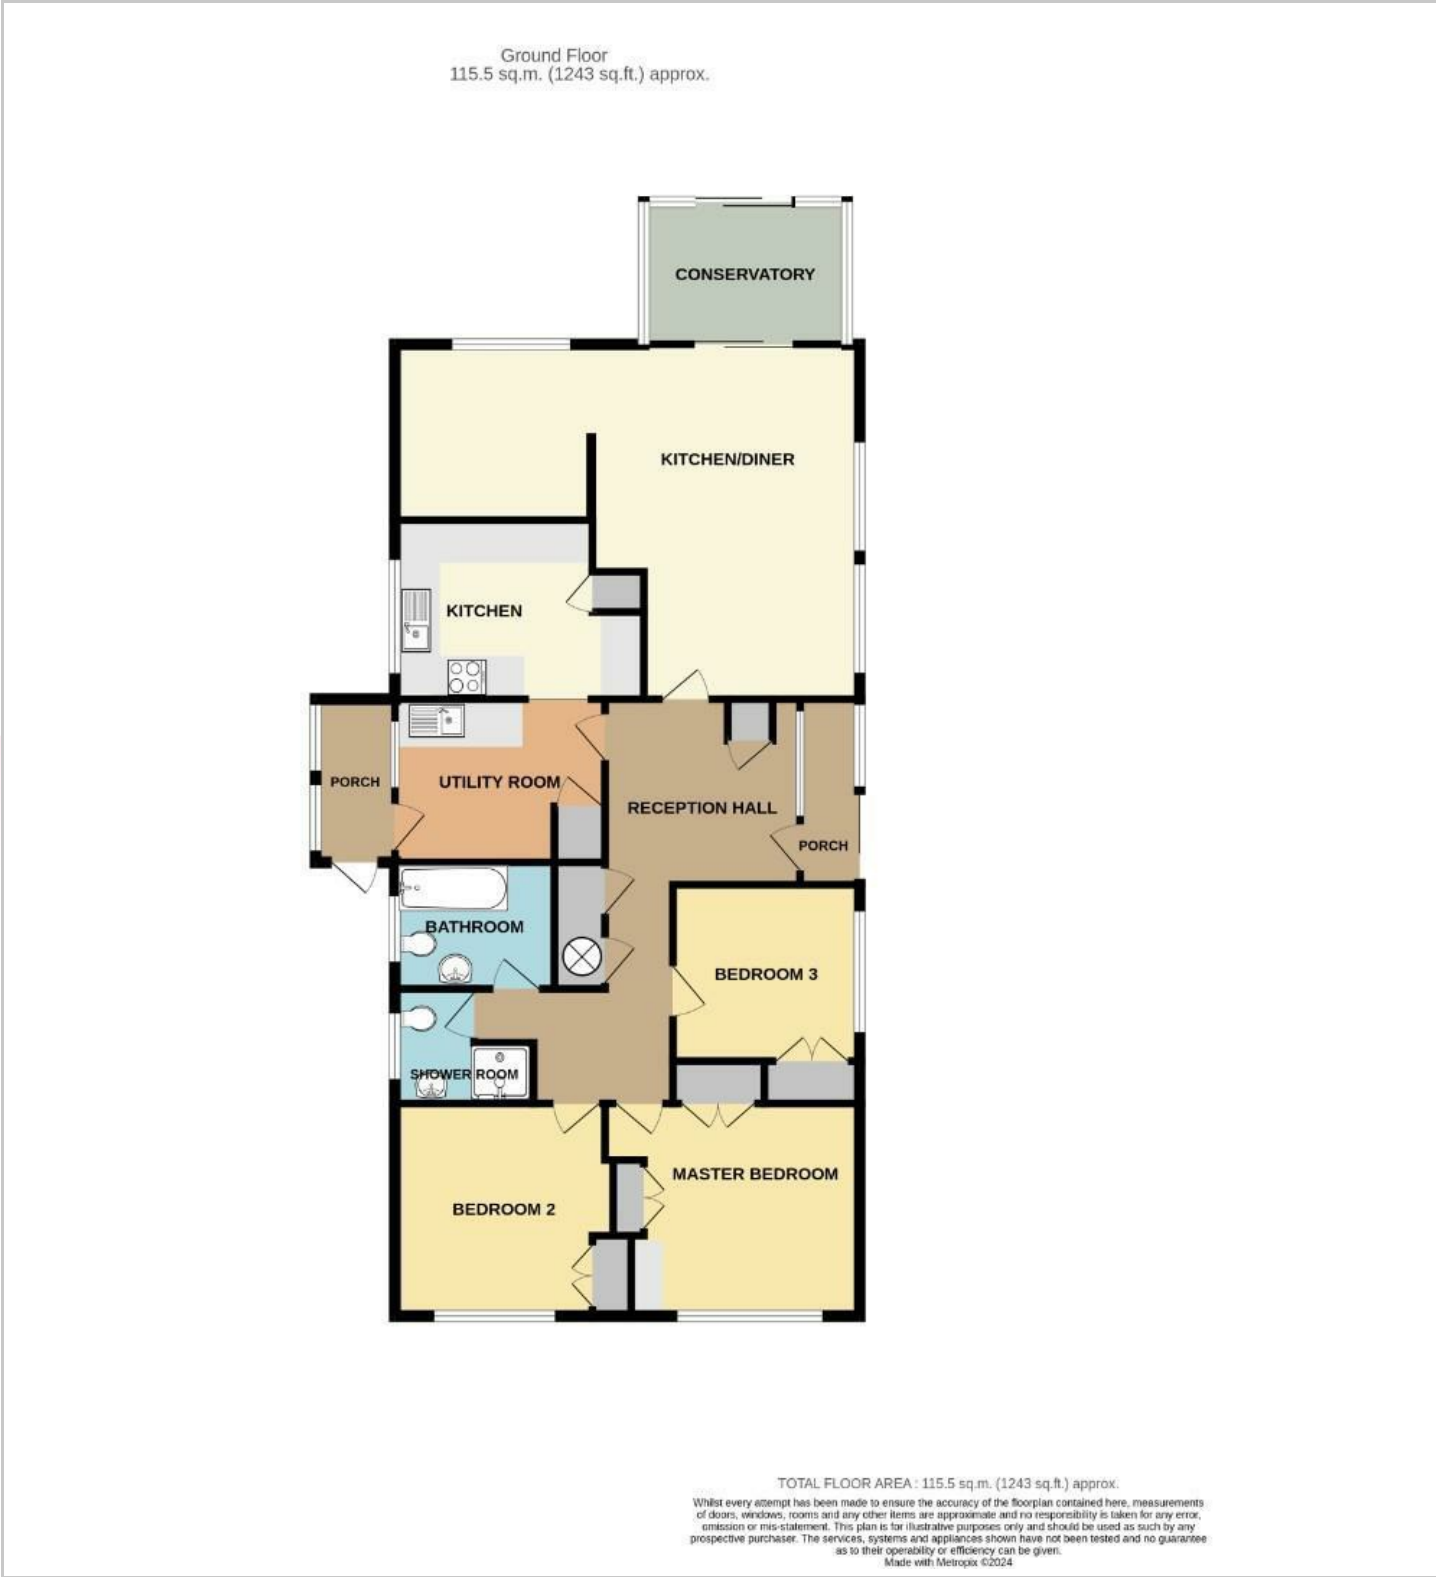 Ground Floor
115.5 sq.m. (1243 sq.ft.) approx.
CONSERVATORY
KITCHEN/DINER
KITCHEN
PORCH
UTILITY ROOM
RECEPTION HALL
PORCH
BATHROOM
BEDROOM 3
SHOWER ROOM
MASTER BEDROOM
BEDROOM 2
TOTAL FLOOR AREA : 115.5 sq.m. (1243 sq.ft.) approx.
Whilst every attempt has been made to ensure the accuracy of the floorplan contained here, measurements
of doors, windows, rooms and any other items are approximate and no responsibility is taken for any error,
omission or mis-statement. This plan is for illustrative purposes only and should be used as such by any
prospective purchaser. The services, systems and appliances shown have not been tested and no guarantee
as to their operability or efficiency can be given.
Made with Metropix ©2024